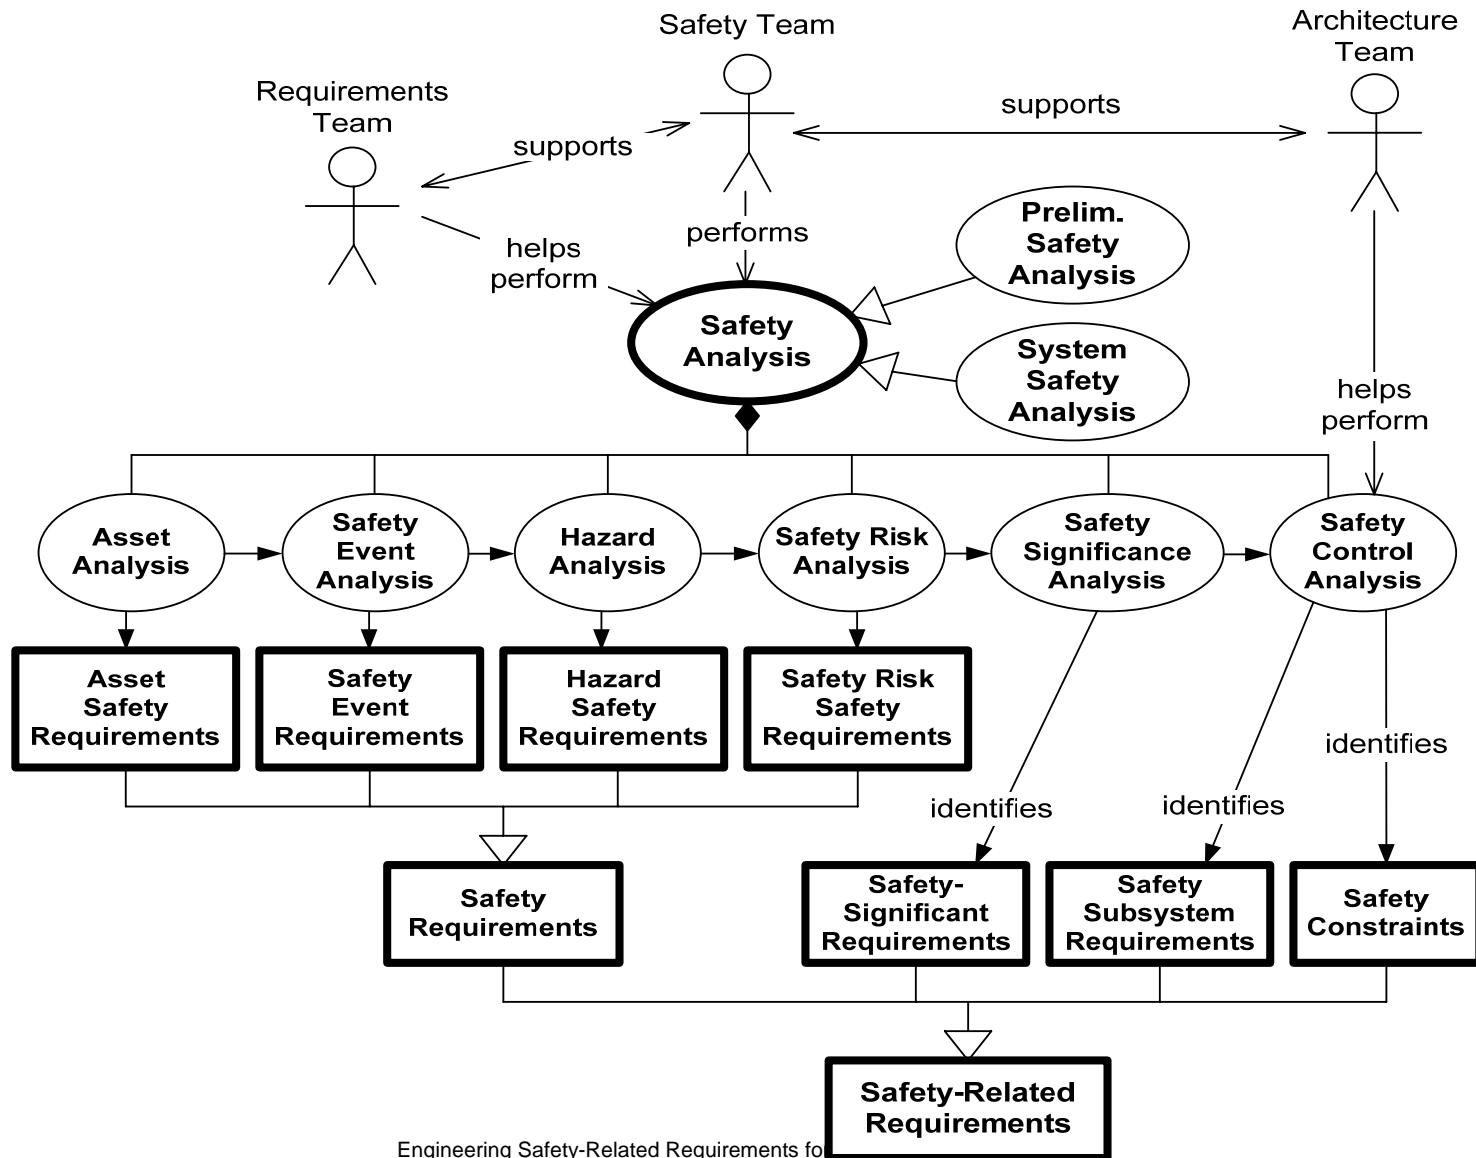 Safety Team
Architecture
Team
Requirements
Team
supports
supports
performs
helps
perform
Prelim.
Safety
Analysis
Safety
Analysis
System
Safety
Analysis
helps
perform
Asset
Analysis
Safety
Event
Analysis
Hazard
Analysis
Safety Risk
Analysis
Safety
Significance
Analysis
Safety
Control
Analysis
Asset
Safety
Requirements
Safety
Event
Requirements
Hazard
Safety
Requirements
Safety Risk
Safety
Requirements
identifies
identifies
identifies
Safety
Requirements
Safety-
Significant
Requirements
Safety
Subsystem
Requirements
Safety
Constraints
Safety-Related
Requirements
Engineering Safety-Related Requirements for